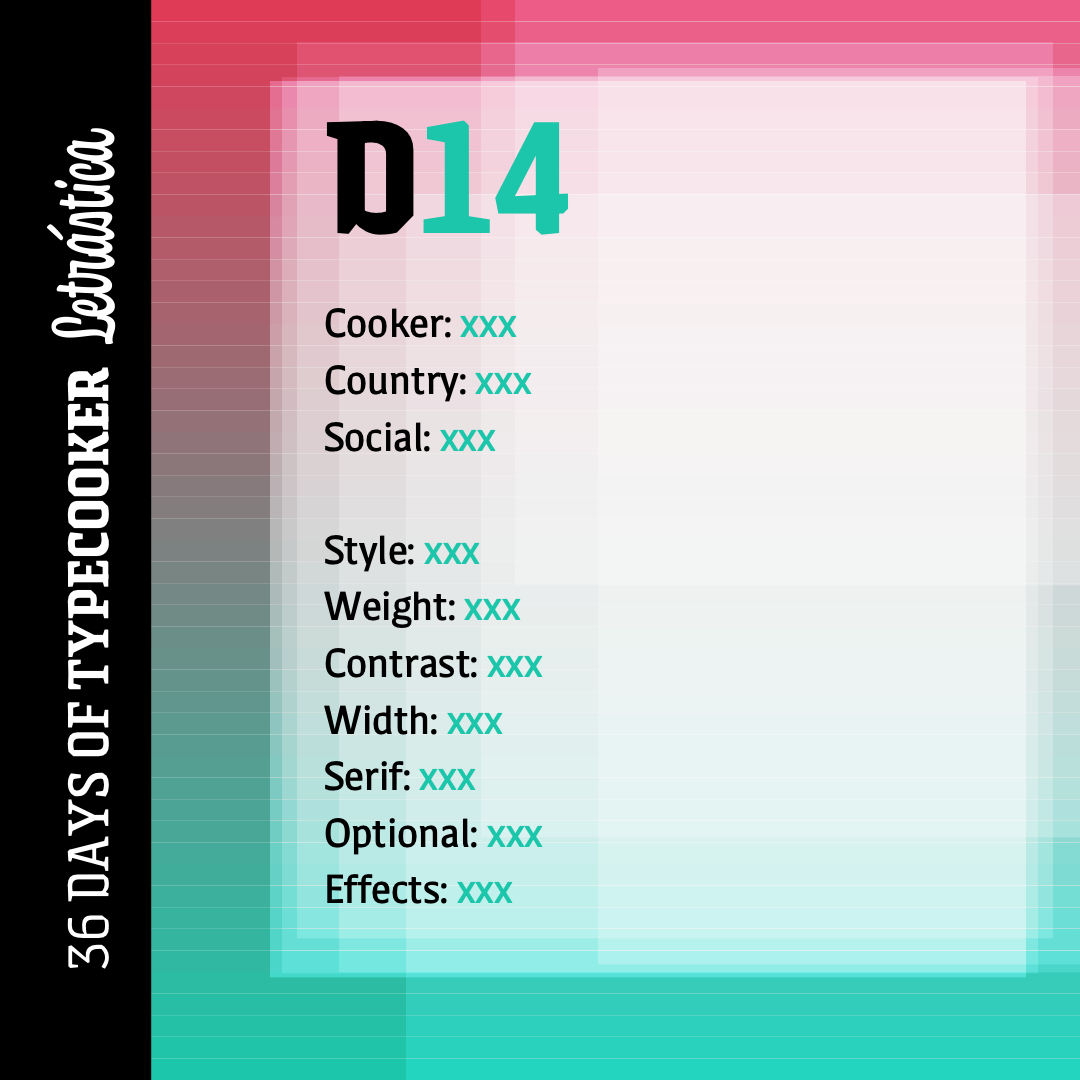 36 DAYS OF TYPECOOKER Letrástica
D14
Cooker: xxx
Country: xxx
Social: xxx
Style: xxx
Weight: xxx
Contrast: xxx
Width: xxx
Serif: xxx
Optional: xxx
Effects: xxx